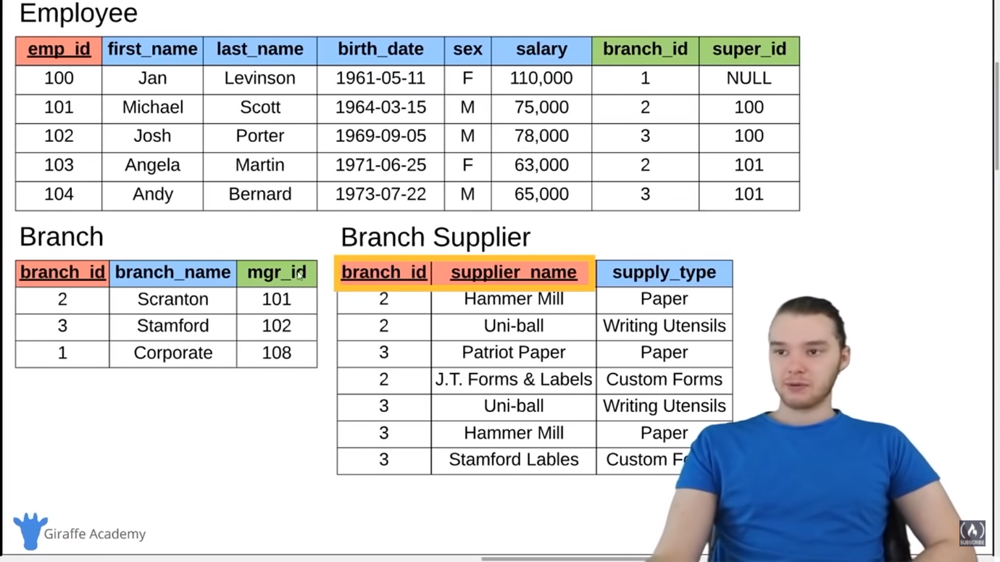 Employee
emp_id first_name last_name birth_date sex salary branch_id super_id
100 Jan Levinson 1961-05-11 F 110,000 1 NULL
101 Michael Scott 1964-03-15 M 75,000 2 100
102 Josh Porter 1969-09-05 M 78,000 3 100
103 Angela Martin 1971-06-25 F 63,000 2 101
104 Andy Bernard 1973-07-22 M 65,000 3 101
Branch
branch_id branch_name mgr_id
2 Scranton 101
3 Stamford 102
1 Corporate 108
Branch Supplier
branch_id supplier_name supply_type
2 Hammer Mill Paper
2 Uni-ball Writing Utensils
3 Patriot Paper Paper
2 J.T. Forms & Labels Custom Forms
3 Uni-ball Writing Utensils
3 Hammer Mill Paper
3 Stamford Lables Custom
Giraffe Academy
SUBSCRIBE